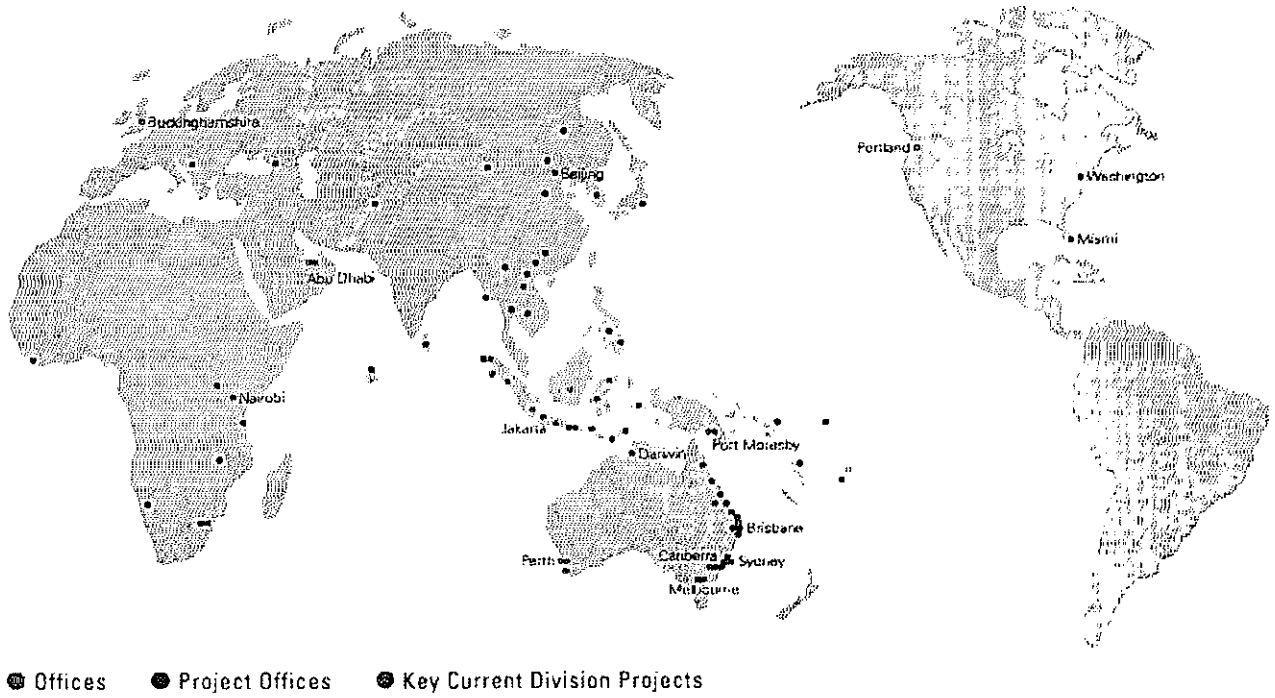 Buckinghamshire
Portland
Beijing
Washington
Miami
Abu Dhabi
Nairobi
Jakarta
Port Moresby
Darwin
Brisbane
Perth
Canberra
Sydney
Melbourne
Offices
Project Offices
Key Current Division Projects